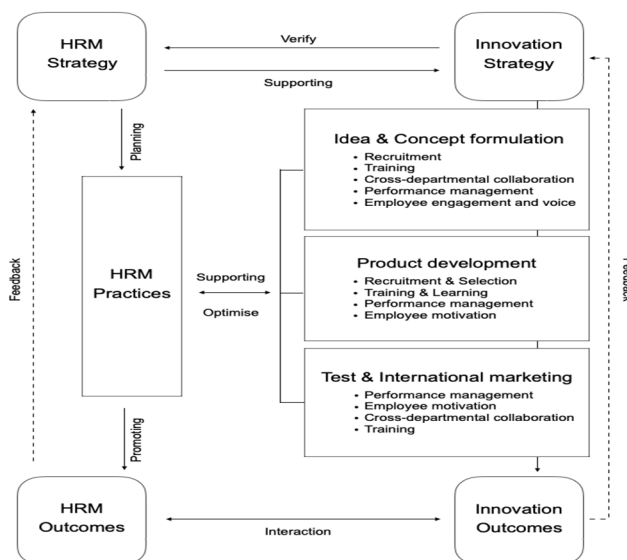 HRM
Strategy
Verify
Supporting
Innovation
Strategy
Planning
Idea & Concept formulation
• Recruitment
• Training
• Cross-departmental collaboration
• Performance management
• Employee engagement and voice
HRM
Practices
Supporting
Optimise
Product development
• Recruitment & Selection
• Training & Learning
• Performance management
• Employee motivation
Feedback
Test & International marketing
• Performance management
• Employee motivation
• Cross-departmental collaboration
• Training
Promoting
HRM
Outcomes
Interaction
Innovation
Outcomes